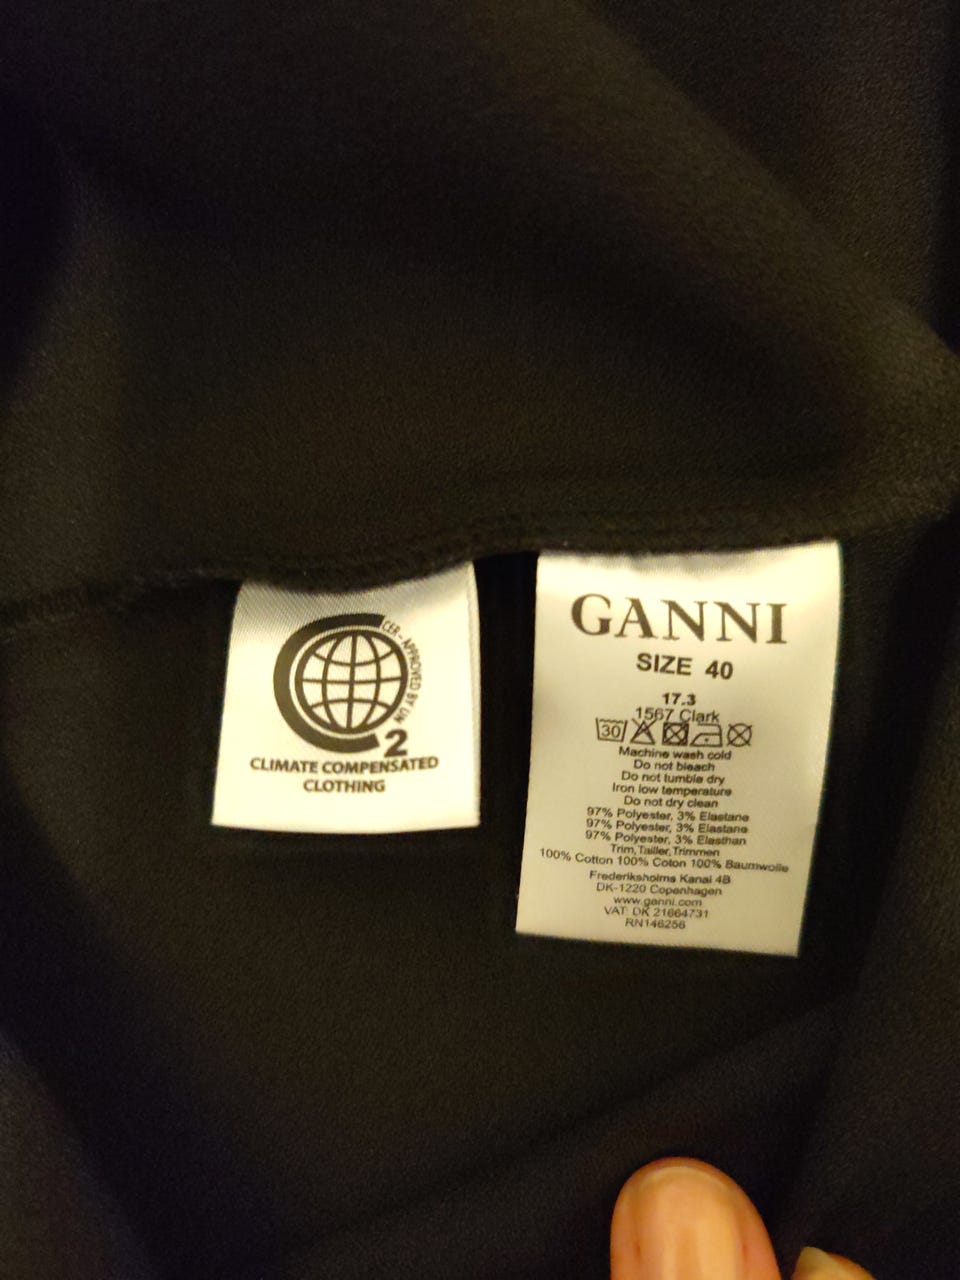 CER - APPROVED BY UN
2
CLIMATE COMPENSATED
CLOTHING
GANNI
SIZE 40
17.3
1567 Clark
30
Machine wash cold
Do not bleach
Do not tumble dry
Iron low temperature
Do not dry clean
97% Polyester, 3% Elastane
97% Polyester, 3% Elastane
97% Polyester, 3% Elasthan
Trim, Tailler, Trimmen
100% Cotton 100% Coton 100% Baumwolle
Frederiksholms Kanal 4B
DK-1220 Copenhagen
www.ganni.com
VAT: DK 21664731
RN146256